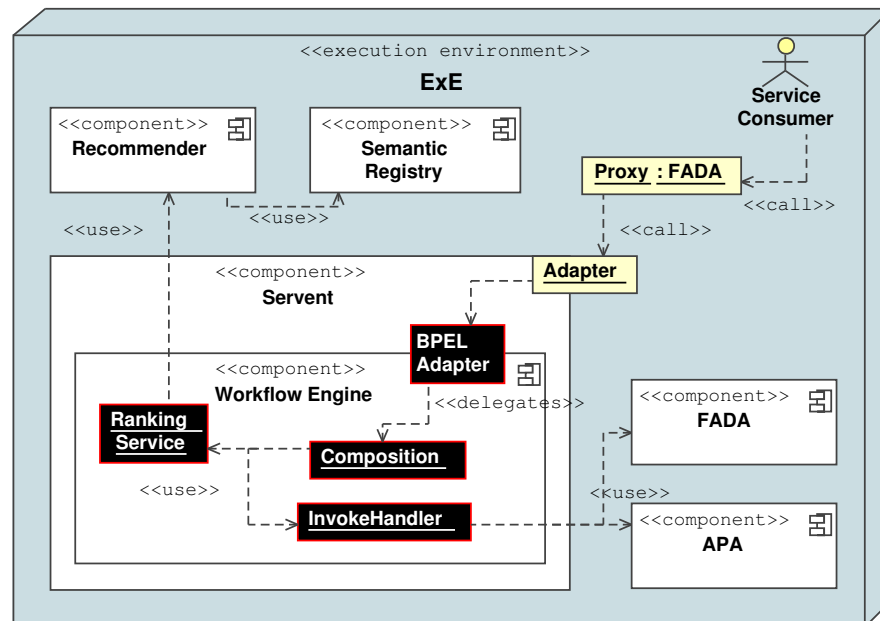 <<execution environment>>
ExE
Service
Consumer
<<component>>
Recommender
<<component>>
Semantic
Registry
Proxy : FADA
<<call>>
<<use>>
<<use>>
<<call>>
<<component>>
Servent
Adapter
BPEL
Adapter
<<component>>
Workflow Engine
<<delegates>>
<<component>>
FADA
Ranking
Service
Composition
<<use>>
<<use>>
InvokeHandler
<<component>>
APA